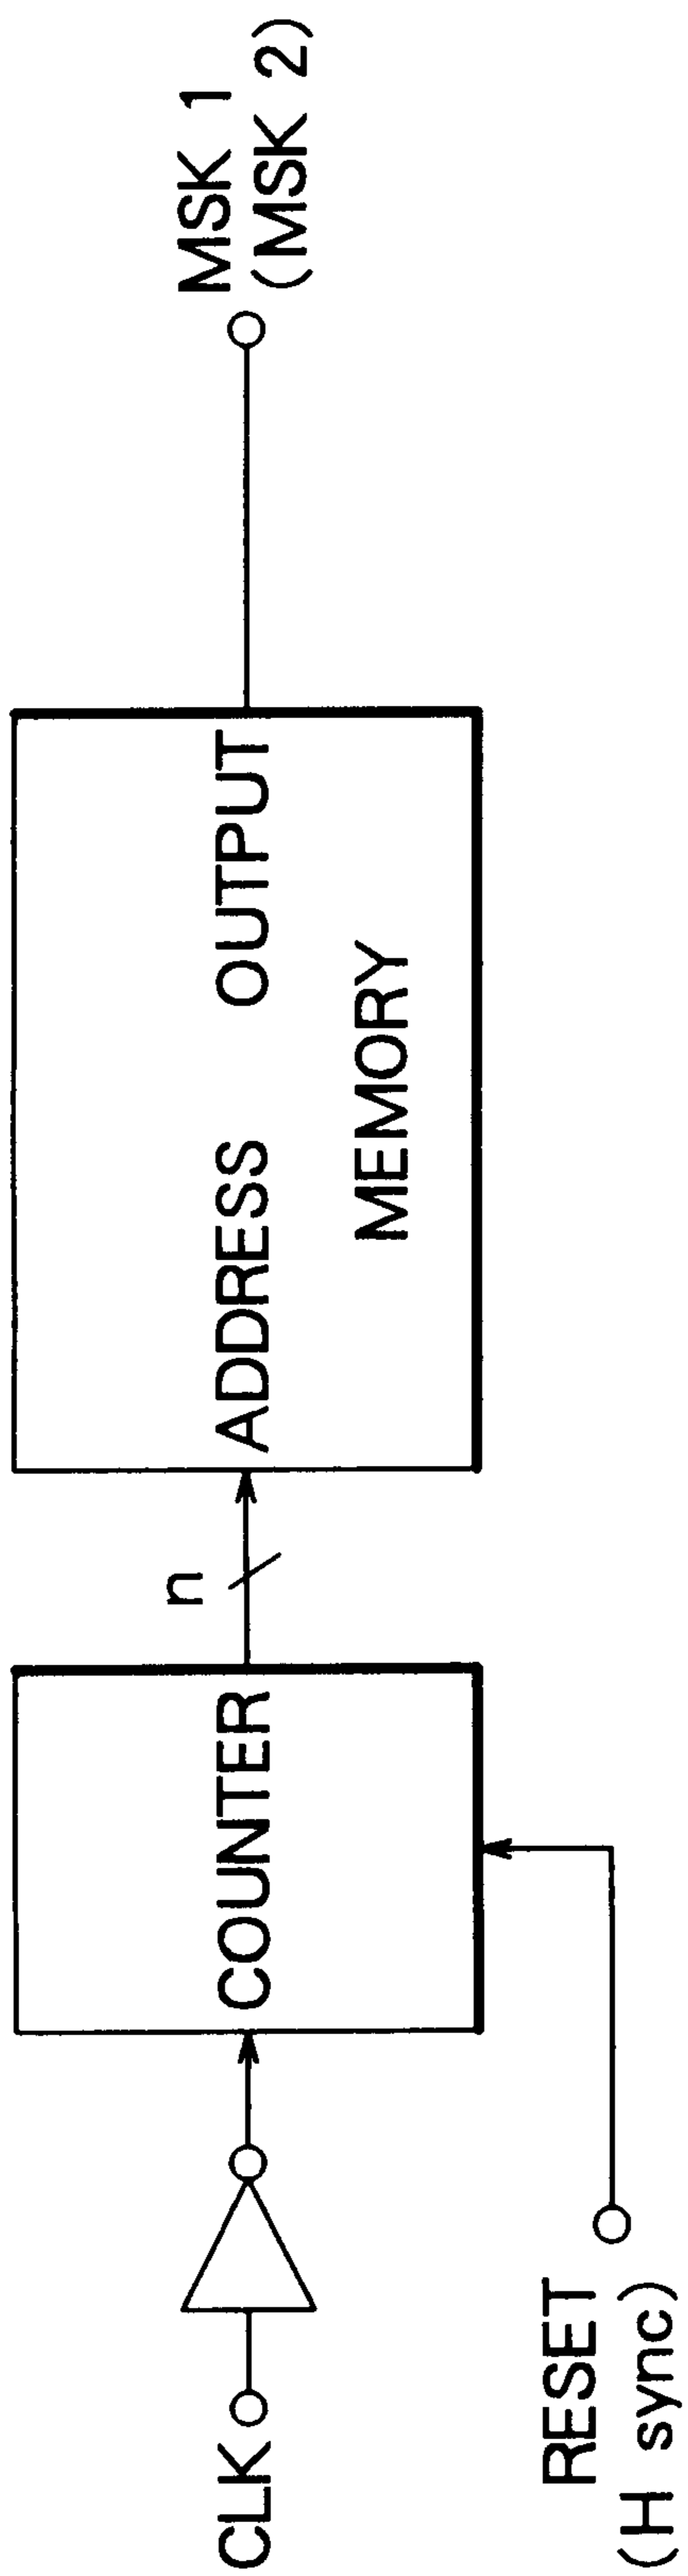 CLK
COUNTER
n
ADDRESS
OUTPUT
MEMORY
MSK 1
(MSK 2)
RESET
(H sync)